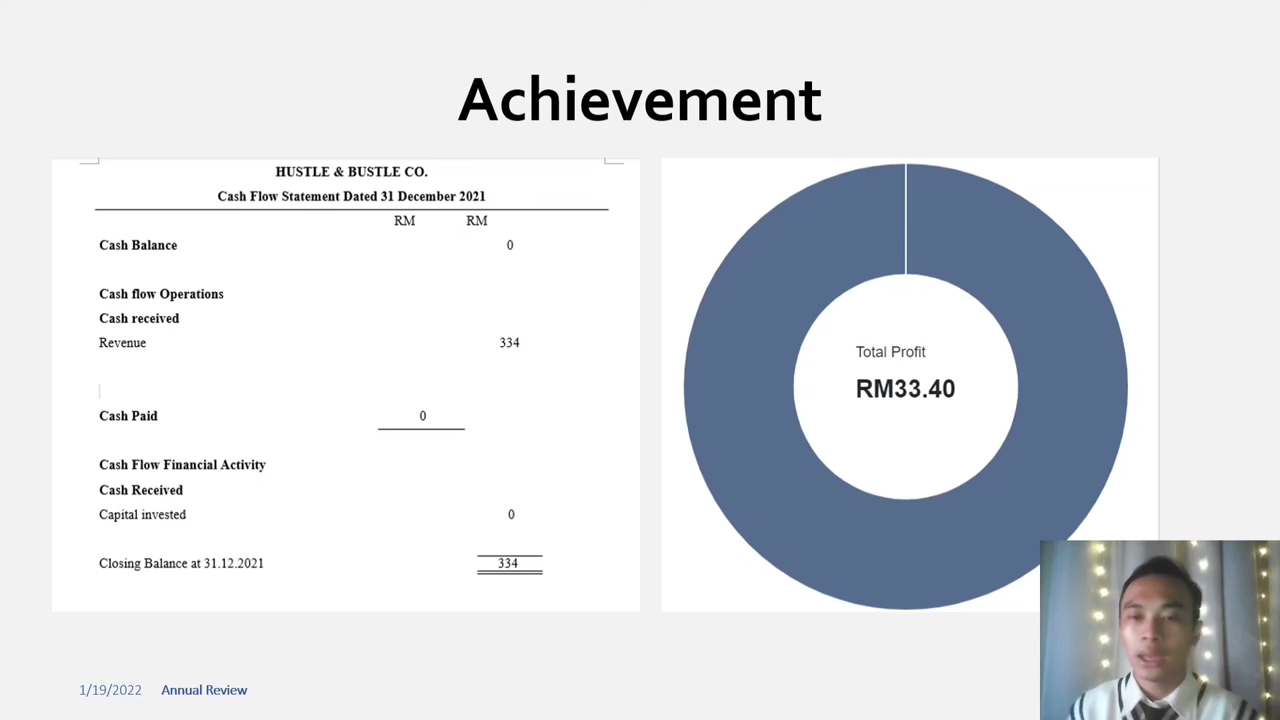 Achievement
HUSTLE & BUSTLE CO.
Cash Flow Statement Dated 31 December 2021
RM RM
Cash Balance 0
Cash flow Operations
Cash received
Revenue 334
Cash Paid 0
Cash Flow Financial Activity
Cash Received
Capital invested 0
Closing Balance at 31.12.2021 334
Total Profit
RM33.40
1/19/2022 Annual Review